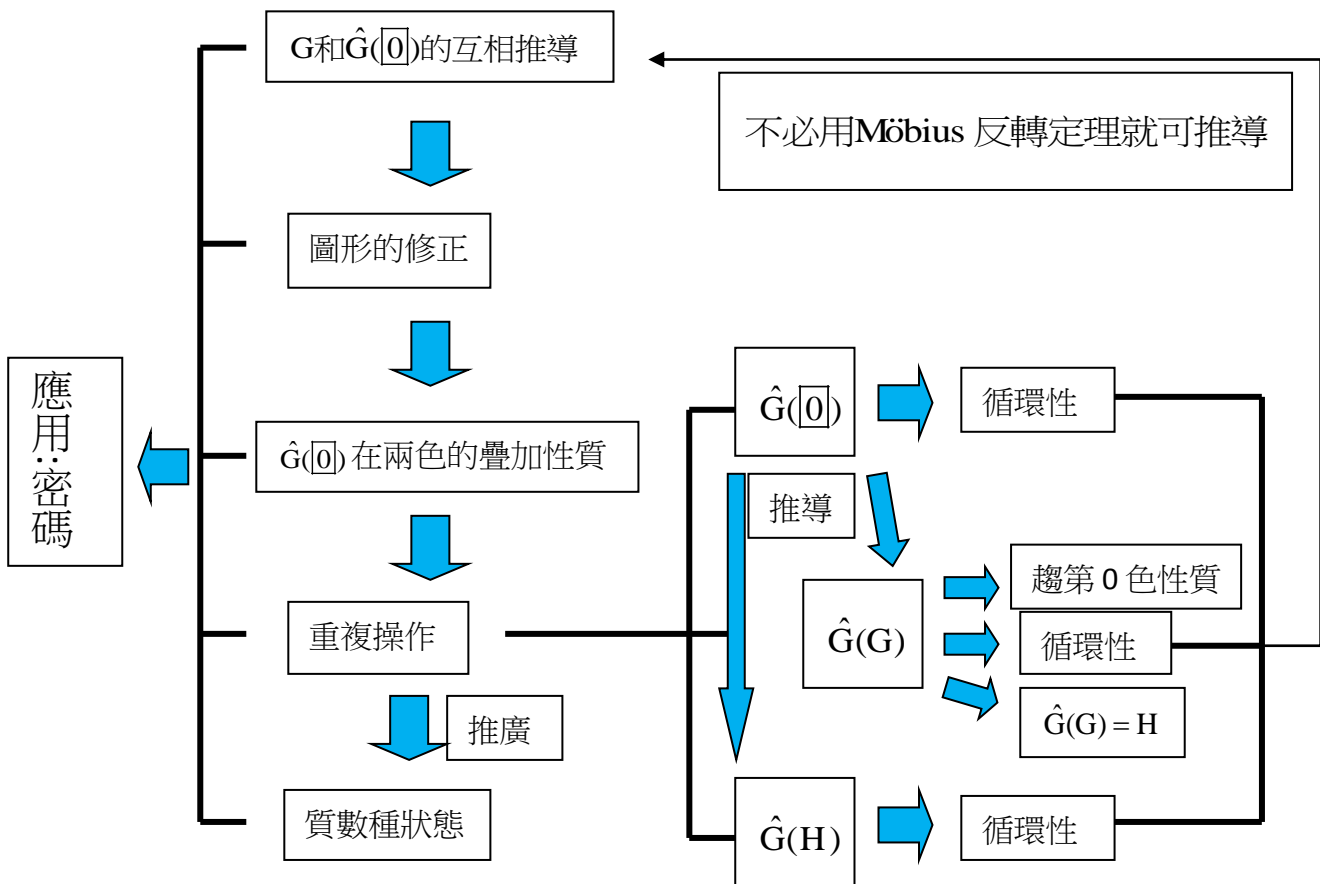 G和Ĝ(0)的互相推導
不必用Möbius 反轉定理就可推導
圖形的修正
應用:密碼
Ĝ(0)
循環性
Ĝ(0) 在兩色的疊加性質
推導
趨第 0 色性質
重複操作
Ĝ(G)
循環性
Ĝ(G) = H
推廣
質數種狀態
Ĝ(H)
循環性